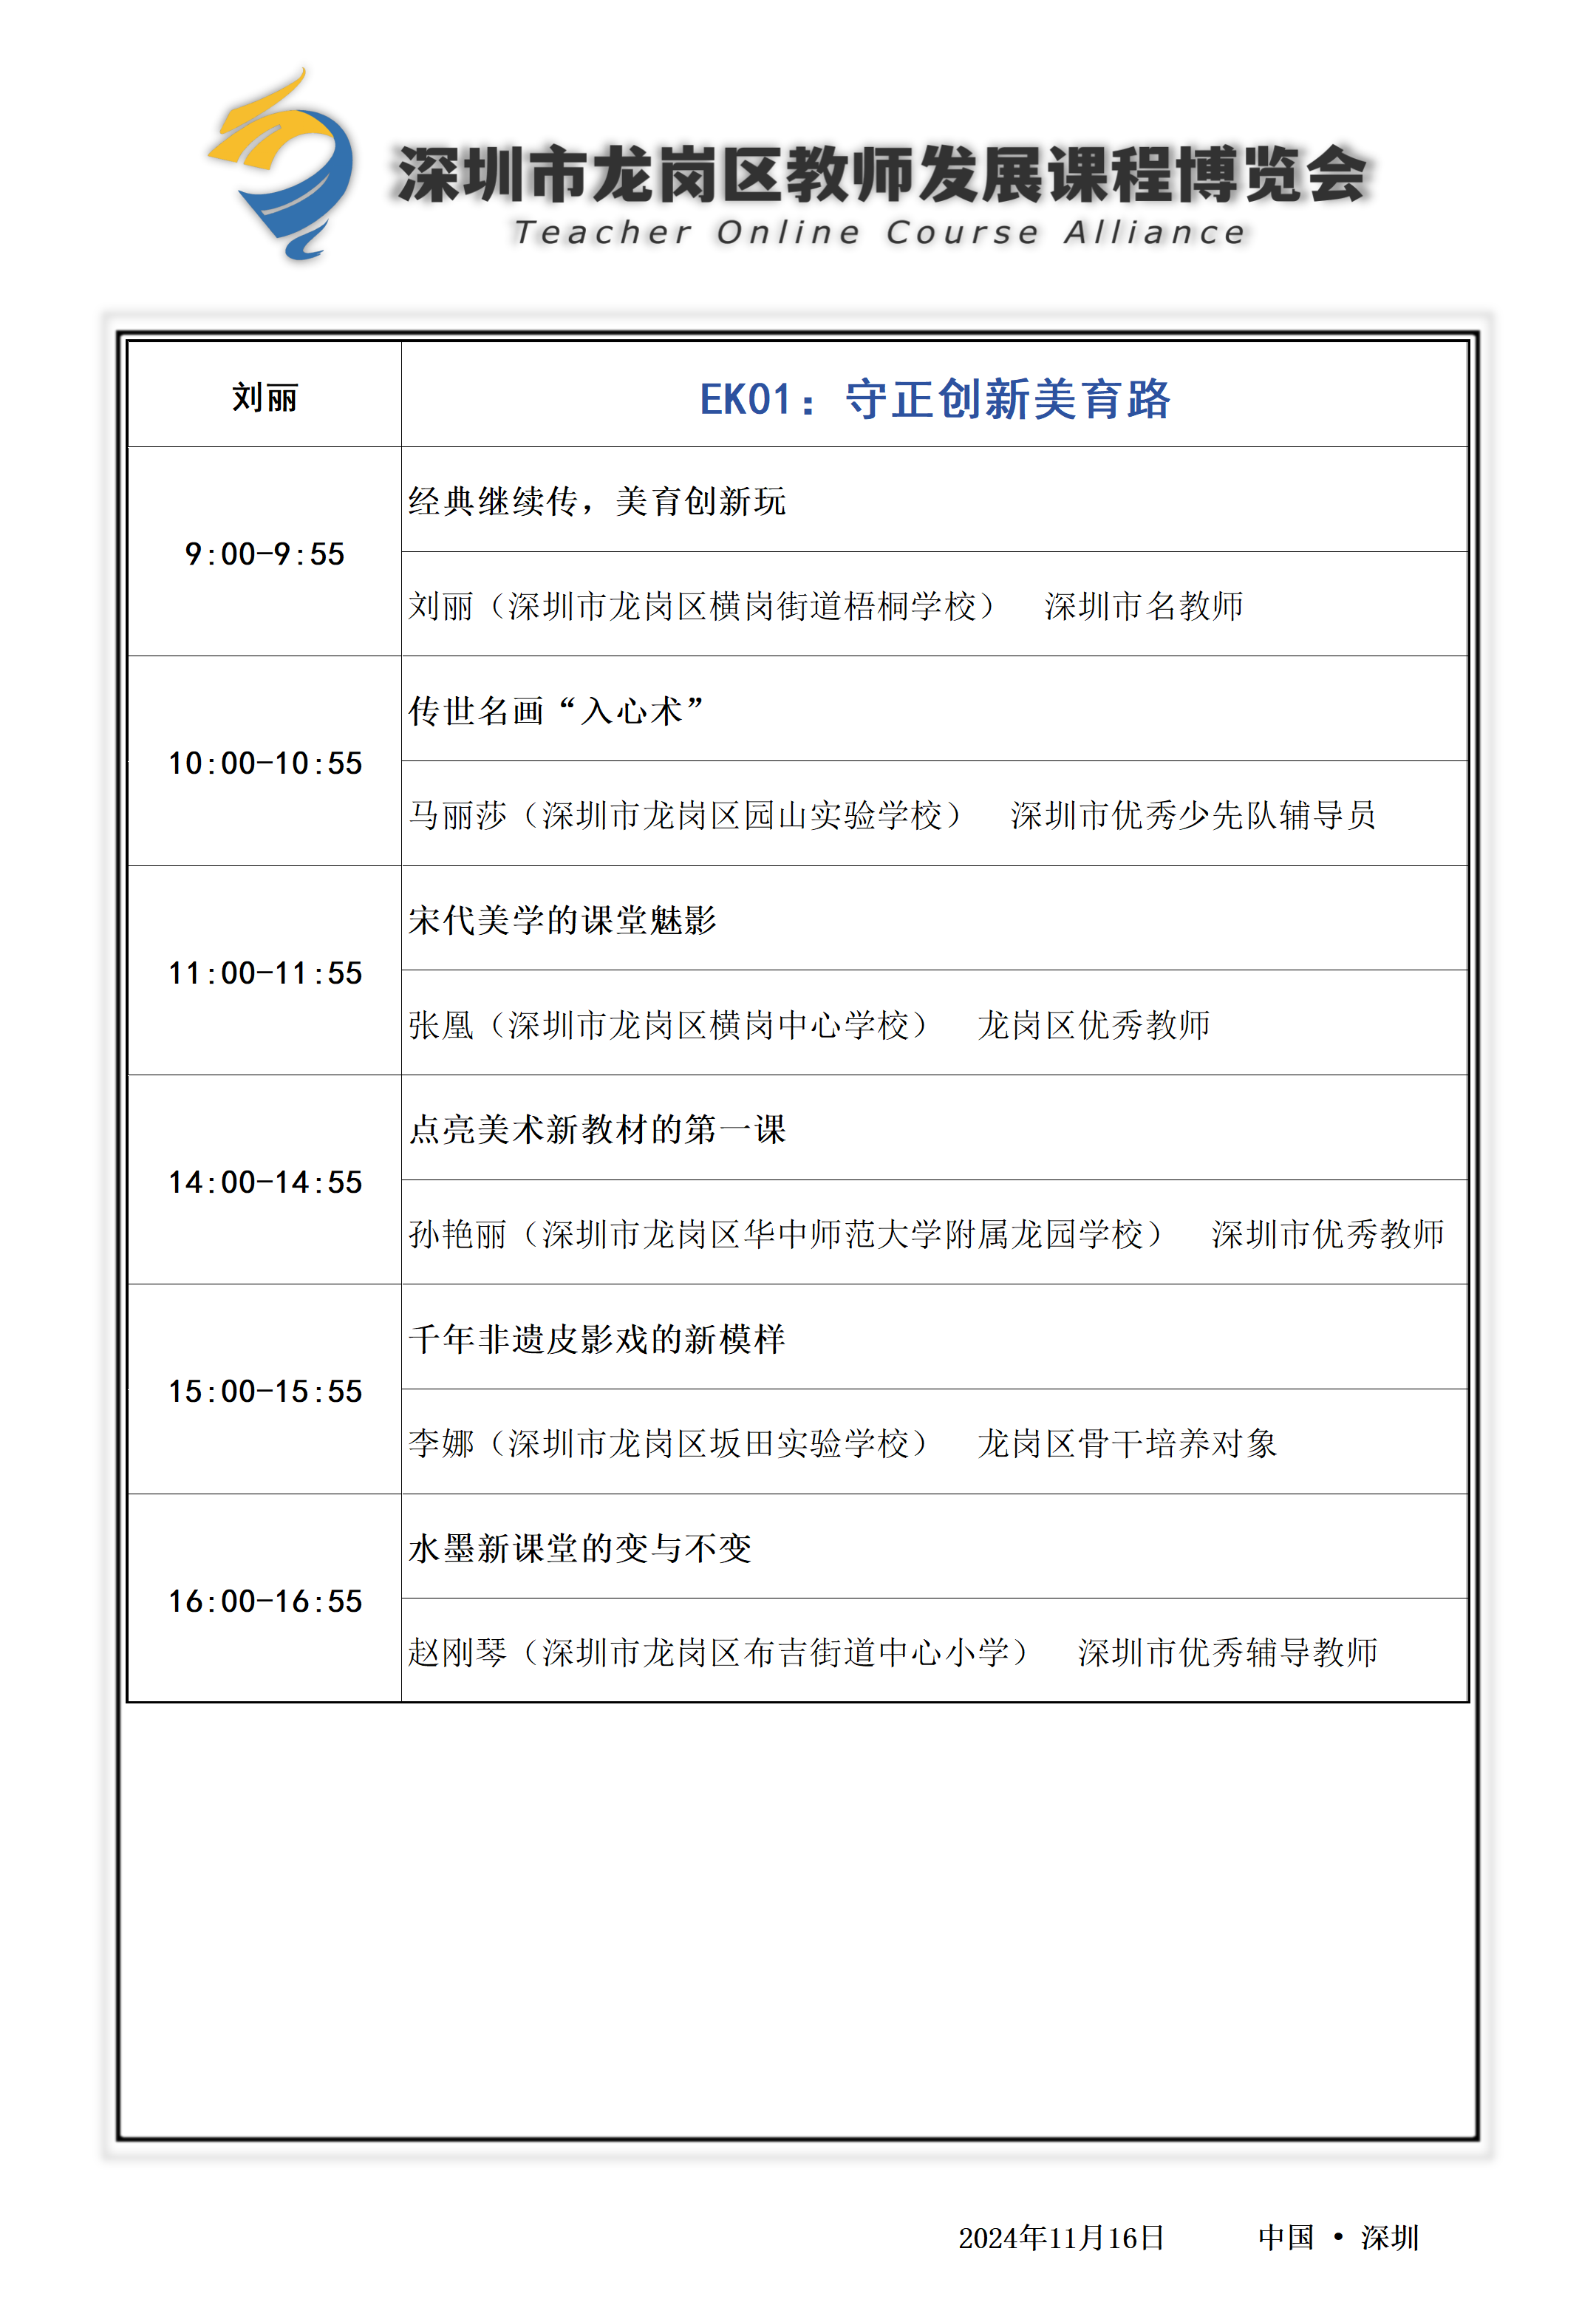 深圳市龙岗区教师发展课程博览会
Teacher Online Course Alliance
刘丽
EK01：守正创新美育路
9:00-9:55
经典继续传，美育创新玩
刘丽（深圳市龙岗区横岗街道梧桐学校） 深圳市名教师
10:00-10:55
传世名画“入心术”
马丽莎（深圳市龙岗区园山实验学校） 深圳市优秀少先队辅导员
11:00-11:55
宋代美学的课堂魅影
张凰（深圳市龙岗区横岗中心学校） 龙岗区优秀教师
14:00-14:55
点亮美术新教材的第一课
孙艳丽（深圳市龙岗区华中师范大学附属龙园学校） 深圳市优秀教师
15:00-15:55
千年非遗皮影戏的新模样
李娜（深圳市龙岗区坂田实验学校） 龙岗区骨干培养对象
16:00-16:55
水墨新课堂的变与不变
赵刚琴（深圳市龙岗区布吉街道中心小学） 深圳市优秀辅导教师
2024年11月16日 中国 • 深圳